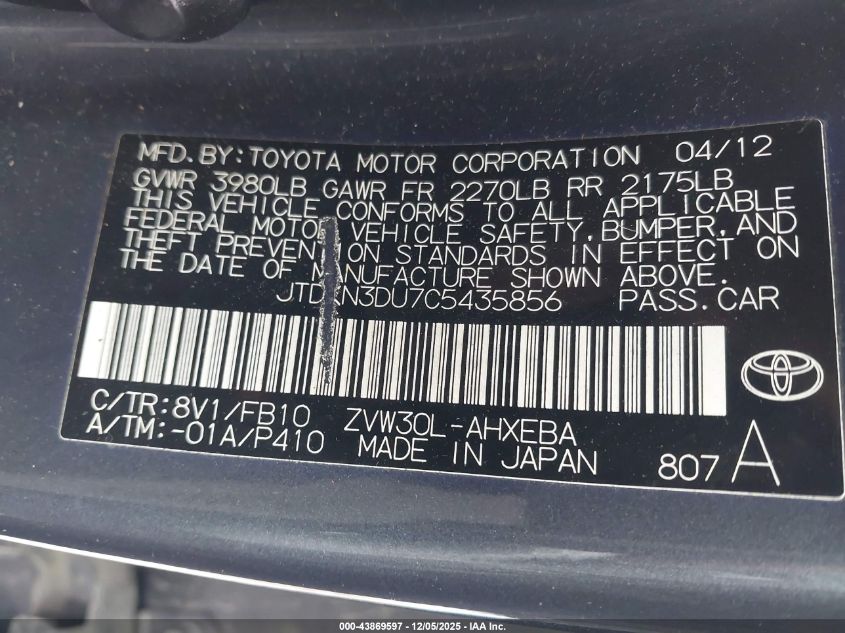 MFD.BY:TOYOTA MOTOR CORPORATION 04/12
GVWR 3980LB GAWR FR 2270LB RR 2175LB
THIS VEHICLE CONFORMS TO ALL APPLICABLE
FEDERAL MOTOR VEHICLE SAFETY,BUMPER,AND
THEFT PREVENTION STANDARDS IN EFFECT ON
THE DATE OF MANUFACTURE SHOWN ABOVE.
PASS.CAR
C/TR:8V1/FB10 ZVW30L-AHXEBA
A/TM:-01A/P410 MADE IN JAPAN 807 A
000-43869597 - 12/05/2025 - IAA Inc.